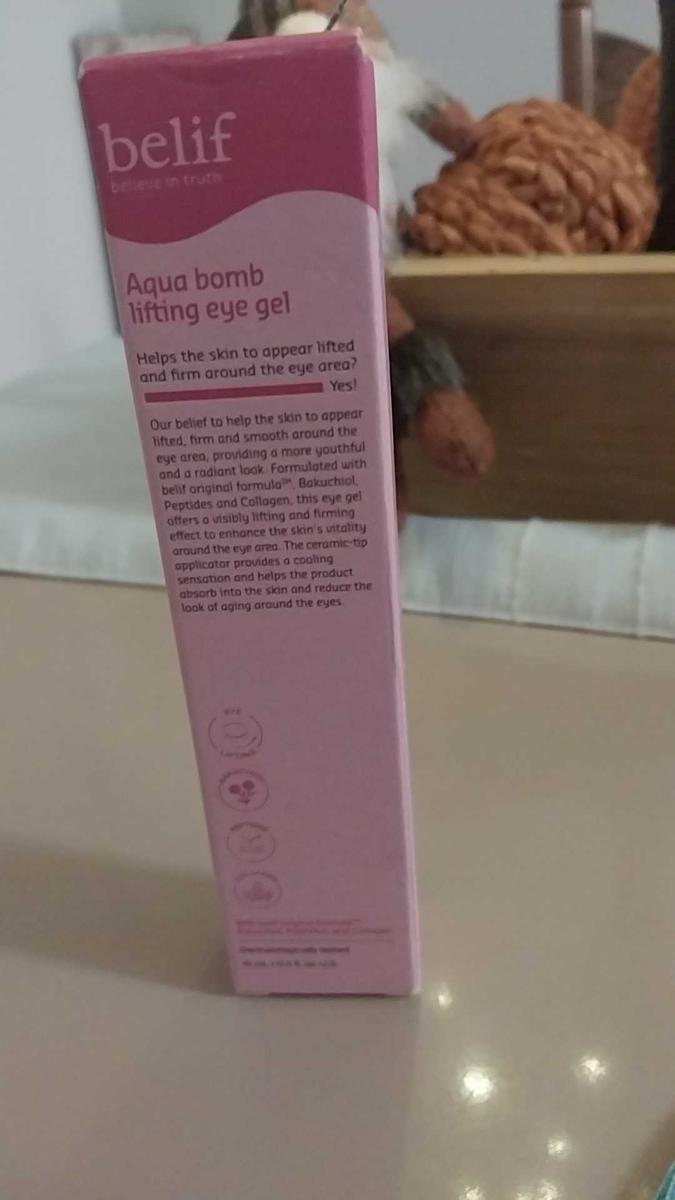 belif
believe in truth
Aqua bomb
lifting eye gel
Helps the skin to appear lifted
and firm around the eye area?
Yes!
Our belief to help the skin to appear
lifted, firm and smooth around the
eye area, providing a more youthful
and a radiant look. Formulated with
belif original formula™, Bakuchiol,
Peptides and Collagen, this eye gel
offers a visibly lifting and firming
effect to enhance the skin's vitality
around the eye area. The ceramic-tip
applicator provides a cooling
sensation and helps the product
absorb into the skin and reduce the
look of aging around the eyes.
EYE
and Collagen
Dermatologically tested